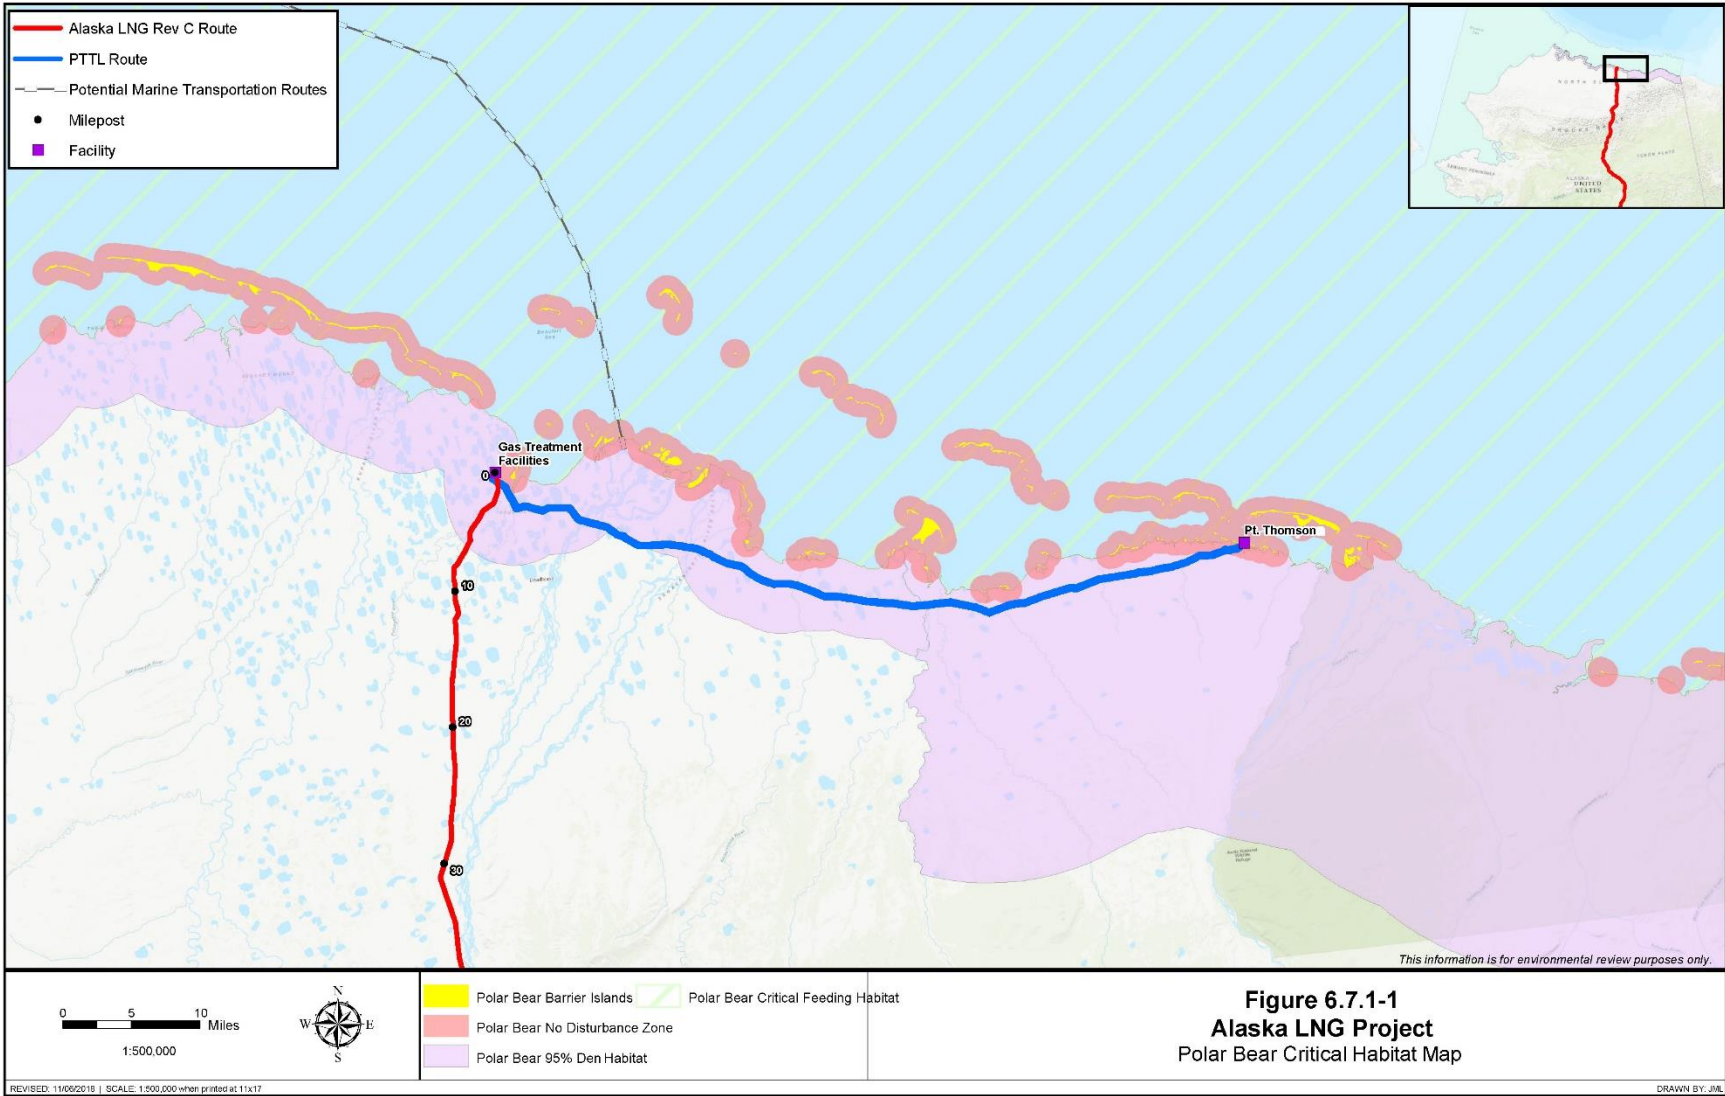 Alaska LNG Rev C Route
PTTL Route
Potential Marine Transportation Routes
Milepost
Facility
UNITED
STATES
Gas Treatment
Facilities
0
Pt. Thomson
10
20
30
This information is for environmental review purposes only.
0 5 10 Miles
1:500,000
N
W E
S
Polar Bear Barrier Islands
Polar Bear Critical Feeding Habitat
Polar Bear No Disturbance Zone
Polar Bear 95% Den Habitat
Figure 6.7.1-1
Alaska LNG Project
Polar Bear Critical Habitat Map
REVISED: 11/06/2018 | SCALE: 1:500,000 when printed at 11x17
DRAWN BY: JML